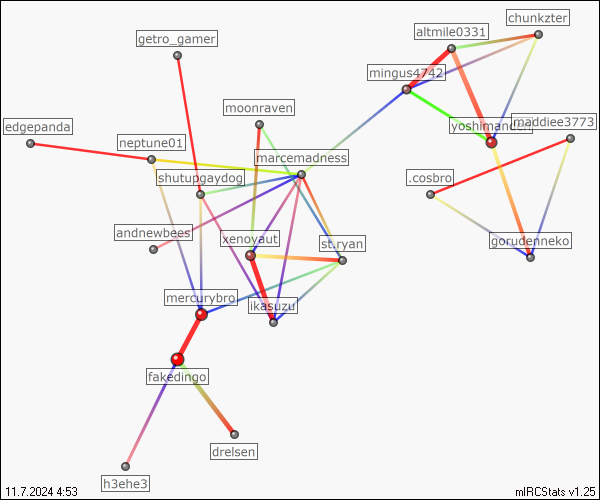 chunkzter
altmile0331
getro_gamer
mingus4742
moonraven
maddiee3773
edgepanda
neptune01
marcemadness
shutupgaydog
.cosbro
andnewbees
xenoyaut
st.ryan
gorudenneko
mercurybro
ikasuzu
fakedingo
drelsen
h3ehe3
11.7.2024 4:53
mIRCStats v1.25